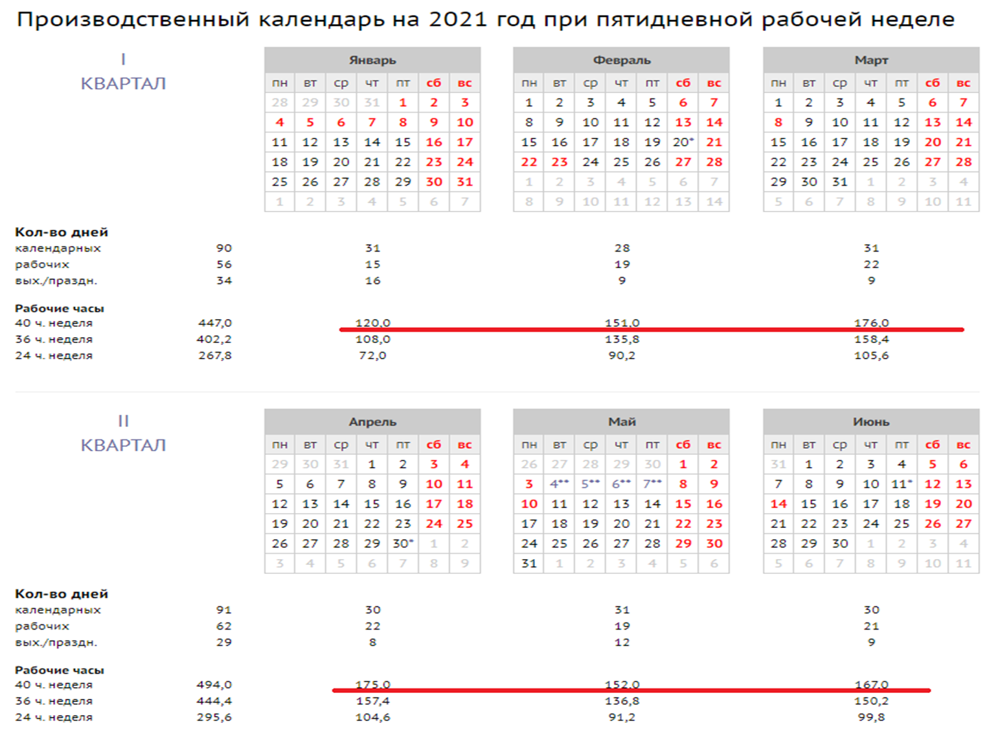 Производственный календарь на 2021 год при пятидневной рабочей неделе
I
КВАРТАЛ
Январь Февраль Март
пн вт ср чт пт сб вс пн вт ср чт пт сб вс пн вт ср чт пт сб вс
28 29 30 31 1 2 3 1 2 3 4 5 6 7 1 2 3 4 5 6 7
4 5 6 7 8 9 10 8 9 10 11 12 13 14 8 9 10 11 12 13 14
11 12 13 14 15 16 17 15 16 17 18 19 20* 21 15 16 17 18 19 20 21
18 19 20 21 22 23 24 22 23 24 25 26 27 28 22 23 24 25 26 27 28
25 26 27 28 29 30 31 1 2 3 4 5 6 7 29 30 31 1 2 3 4
1 2 3 4 5 6 7 8 9 10 11 12 13 14 5 6 7 8 9 10 11
Кол-во дней
календарных 90 31 28 31
рабочих 56 15 19 22
вых./праздн. 34 16 9 9
Рабочие часы
40 ч. неделя 447,0 120,0 151,0 176,0
36 ч. неделя 402,2 108,0 135,8 158,4
24 ч. неделя 267,8 72,0 90,2 105,6
II
КВАРТАЛ
Апрель Май Июнь
пн вт ср чт пт сб вс пн вт ср чт пт сб вс пн вт ср чт пт сб вс
29 30 31 1 2 3 4 26 27 28 29 30 1 2 31 1 2 3 4 5 6
5 6 7 8 9 10 11 3 4** 5** 6** 7** 8 9 7 8 9 10 11* 12 13
12 13 14 15 16 17 18 10 11 12 13 14 15 16 14 15 16 17 18 19 20
19 20 21 22 23 24 25 17 18 19 20 21 22 23 21 22 23 24 25 26 27
26 27 28 29 30* 1 2 24 25 26 27 28 29 30 28 29 30 1 2 3 4
3 4 5 6 7 8 9 31 1 2 3 4 5 6 5 6 7 8 9 10 11
Кол-во дней
календарных 91 30 31 30
рабочих 62 22 19 21
вых./праздн. 29 8 12 9
Рабочие часы
40 ч. неделя 494,0 175,0 152,0 167,0
36 ч. неделя 444,4 157,4 136,8 150,2
24 ч. неделя 295,6 104,6 91,2 99,8